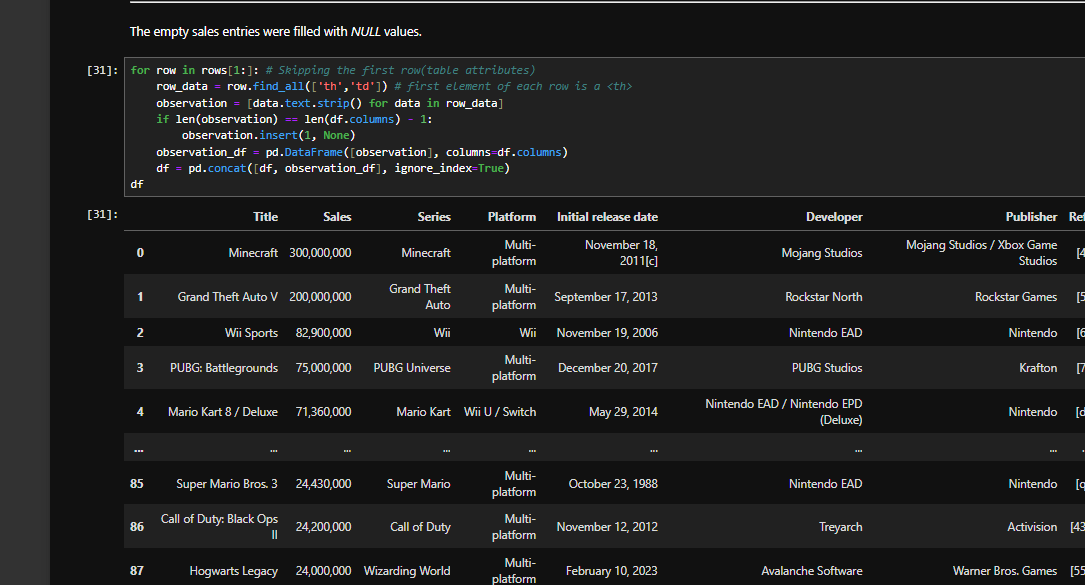 The empty sales entries were filled with NULL values.
[31]:
for row in rows[1:]: # Skipping the first row(table attributes)
    row_data = row.find_all(['th','td']) # first element of each row is a <th>
    observation = [data.text.strip() for data in row_data]
    if len(observation) == len(df.columns) - 1:
        observation.insert(1, None)
    observation_df = pd.DataFrame([observation], columns=df.columns)
    df = pd.concat([df, observation_df], ignore_index=True)
df
[31]:
Title Sales Series Platform Initial release date Developer Publisher Ref
0 Minecraft 300,000,000 Minecraft Multi-platform November 18, 2011[c] Mojang Studios Mojang Studios / Xbox Game Studios [4
1 Grand Theft Auto V 200,000,000 Grand Theft Auto Multi-platform September 17, 2013 Rockstar North Rockstar Games [5
2 Wii Sports 82,900,000 Wii Wii November 19, 2006 Nintendo EAD Nintendo [6
3 PUBG: Battlegrounds 75,000,000 PUBG Universe Multi-platform December 20, 2017 PUBG Studios Krafton [7
4 Mario Kart 8 / Deluxe 71,360,000 Mario Kart Wii U / Switch May 29, 2014 Nintendo EAD / Nintendo EPD (Deluxe) Nintendo [d
... ... ... ... ... ... ... ...
85 Super Mario Bros. 3 24,430,000 Super Mario Multi-platform October 23, 1988 Nintendo EAD Nintendo [q
86 Call of Duty: Black Ops II 24,200,000 Call of Duty Multi-platform November 12, 2012 Treyarch Activision [43
87 Hogwarts Legacy 24,000,000 Wizarding World Multi-platform February 10, 2023 Avalanche Software Warner Bros. Games [55